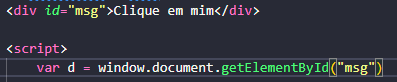 <div id="msg">Clique em mim</div>
<script>
var d = window.document.getElementById("msg")